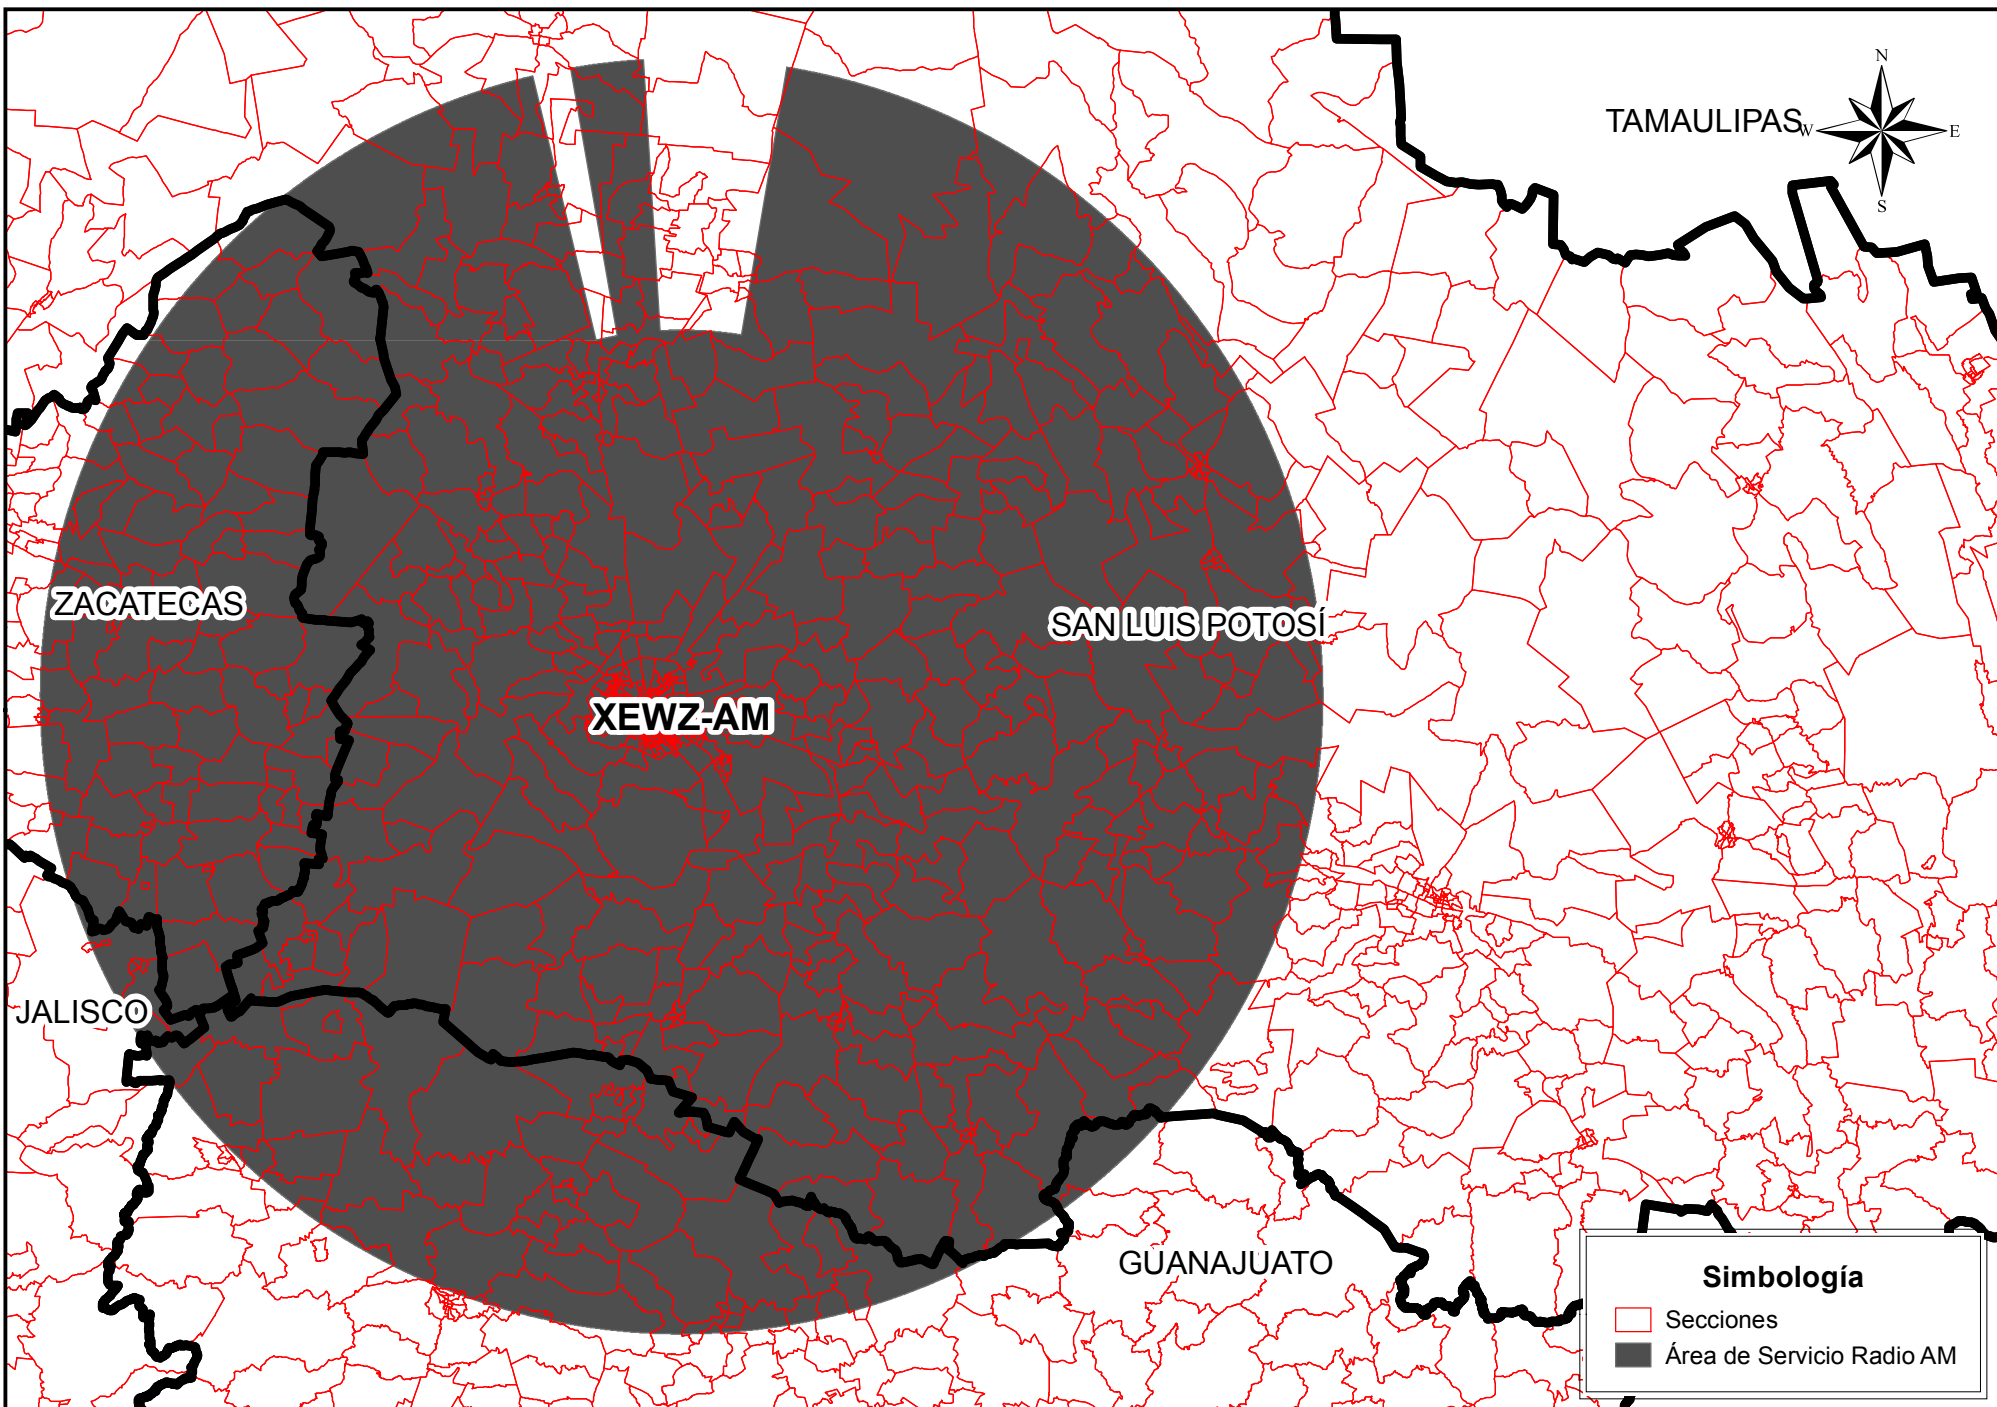 N
TAMAULIPAS
W
E
S
ZACATECAS
SAN LUIS POTOSÍ
XEWZ-AM
JALISCO
GUANAJUATO
Simbología
Secciones
Área de Servicio Radio AM